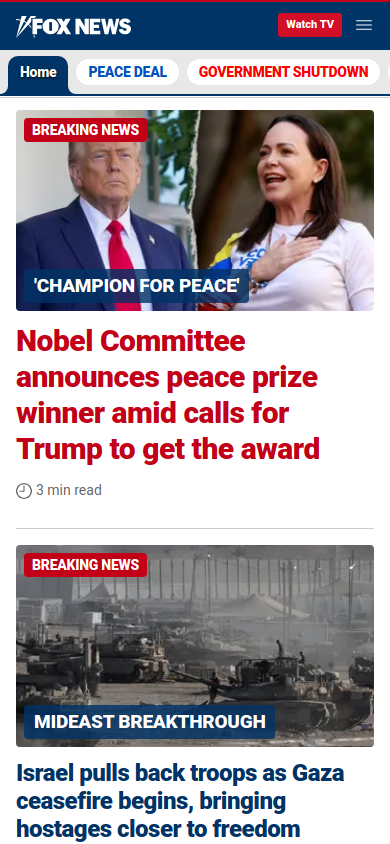 FOX NEWS
Watch TV
Home
PEACE DEAL
GOVERNMENT SHUTDOWN
BREAKING NEWS
'CHAMPION FOR PEACE'
Nobel Committee
announces peace prize
winner amid calls for
Trump to get the award
3 min read
BREAKING NEWS
MIDEAST BREAKTHROUGH
Israel pulls back troops as Gaza
ceasefire begins, bringing
hostages closer to freedom